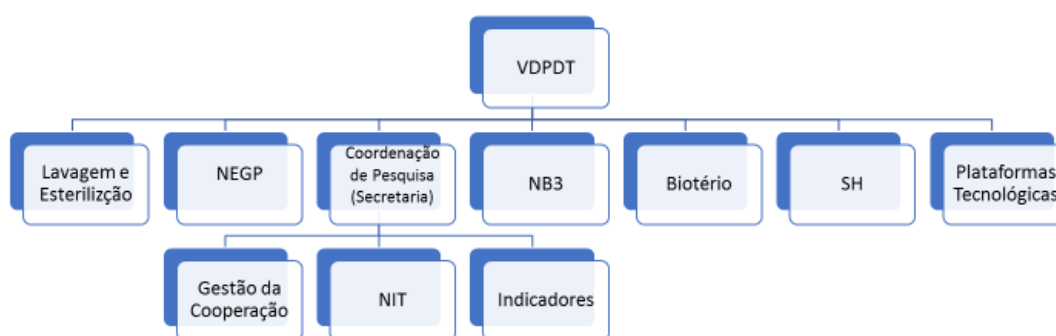 VDPDT
Lavagem e
Esterilizção
NEGP
Coordenação
de Pesquisa
(Secretaria)
NB3
Biotério
SH
Plataformas
Tecnológicas
Gestão da
Cooperação
NIT
Indicadores